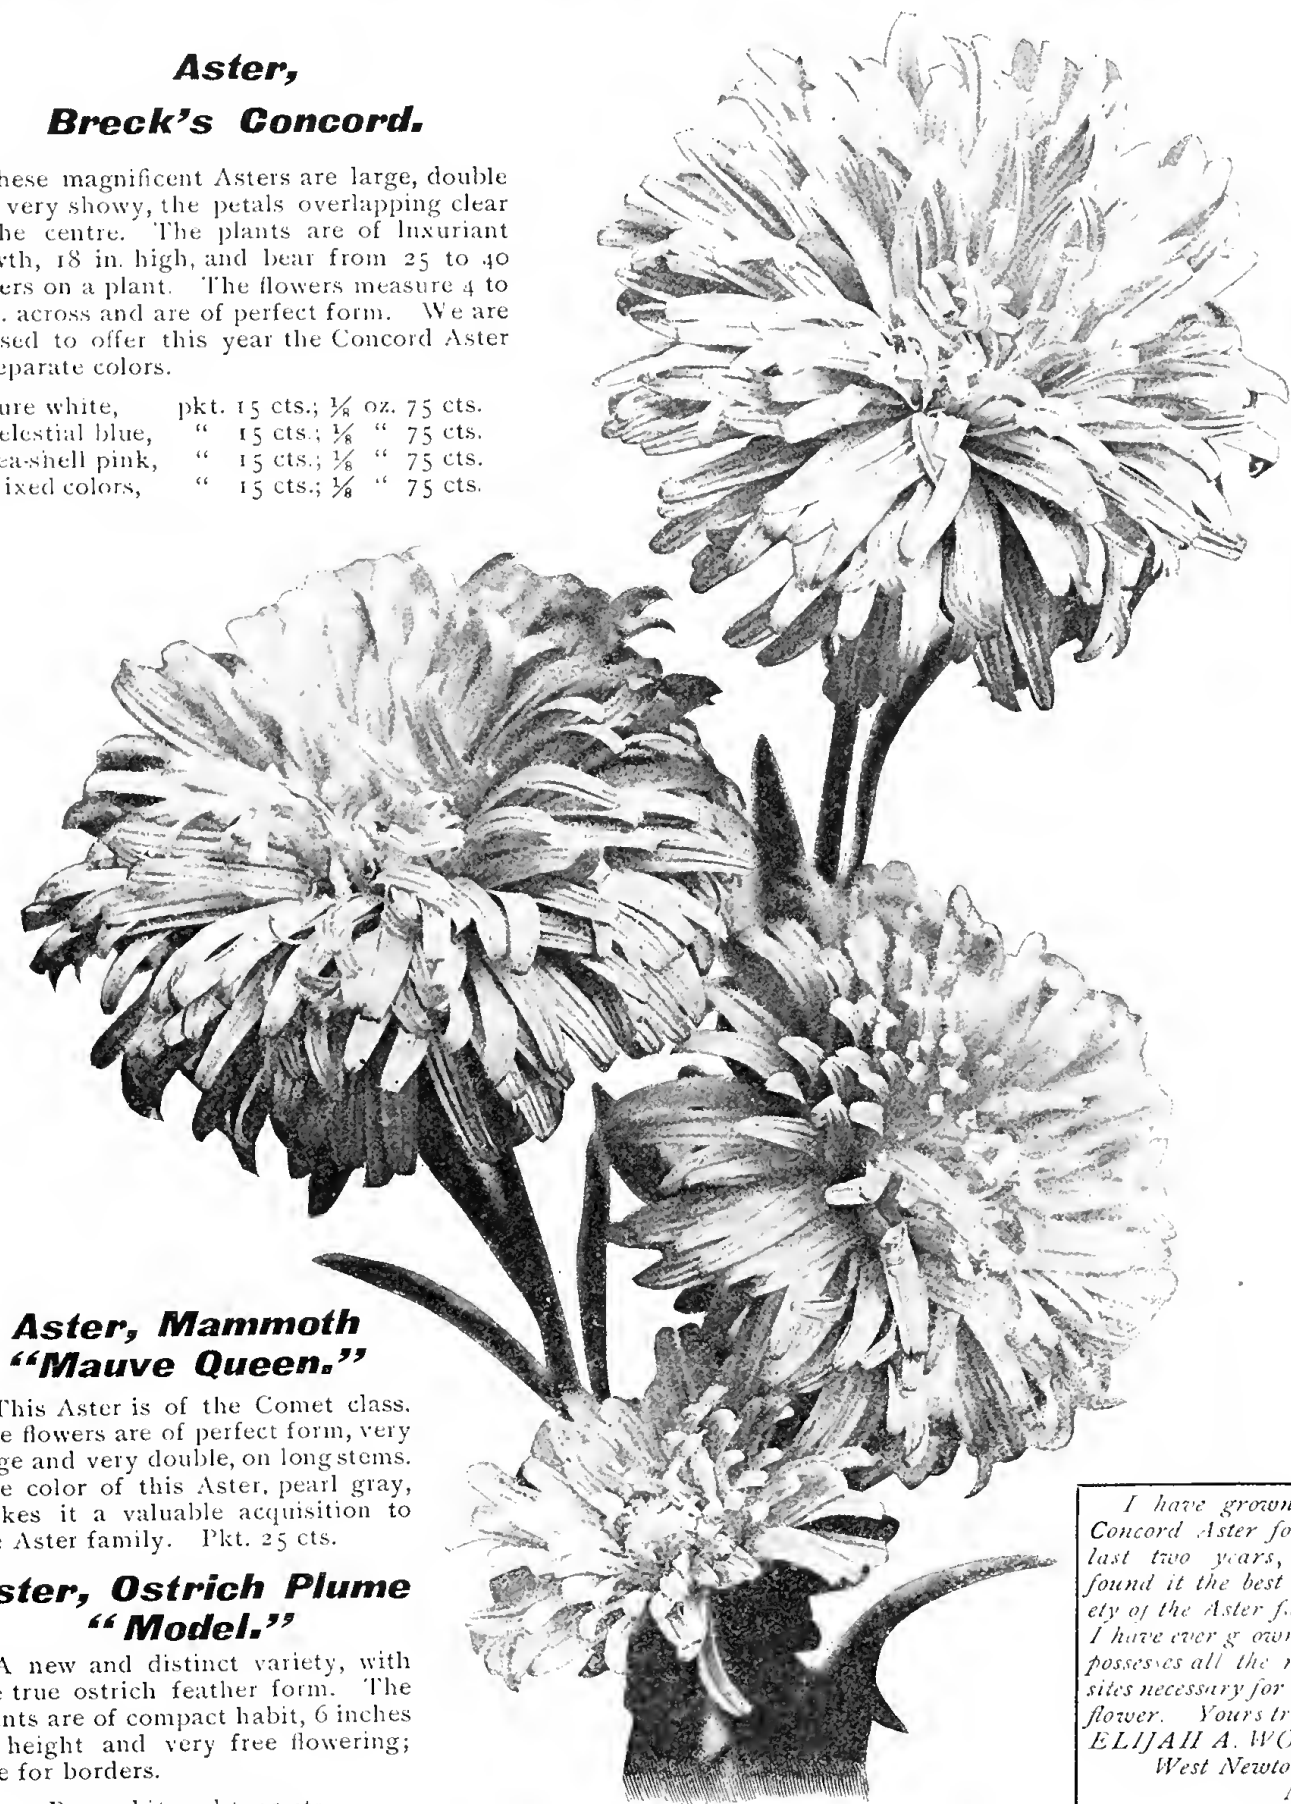 Aster,
Breck's Concord.
hese magnificent Asters are large, double
very showy, the petals overlapping clear
he centre. The plants are of luxuriant
vth, 18 in. high, and bear from 25 to 40
ers on a plant. The flowers measure 4 to
. across and are of perfect form. We are
sed to offer this year the Concord Aster
eparate colors.
ure white, pkt. 15 cts.; ⅛ oz. 75 cts.
elestial blue, " 15 cts.; ⅛ " 75 cts.
ea-shell pink, " 15 cts.; ⅛ " 75 cts.
ixed colors, " 15 cts.; ⅛ " 75 cts.
Aster, Mammoth
"Mauve Queen."
This Aster is of the Comet class.
e flowers are of perfect form, very
ge and very double, on long stems.
e color of this Aster, pearl gray,
kes it a valuable acquisition to
e Aster family. Pkt. 25 cts.
ster, Ostrich Plume
"Model."
A new and distinct variety, with
e true ostrich feather form. The
nts are of compact habit, 6 inches
height and very free flowering;
e for borders.
I have grown
Concord Aster fo
last two years,
found it the best
ety of the Aster f
I have ever g own
possesses all the r
sites necessary for
flower. Yours tr
ELIJAH A. WO
West Newto